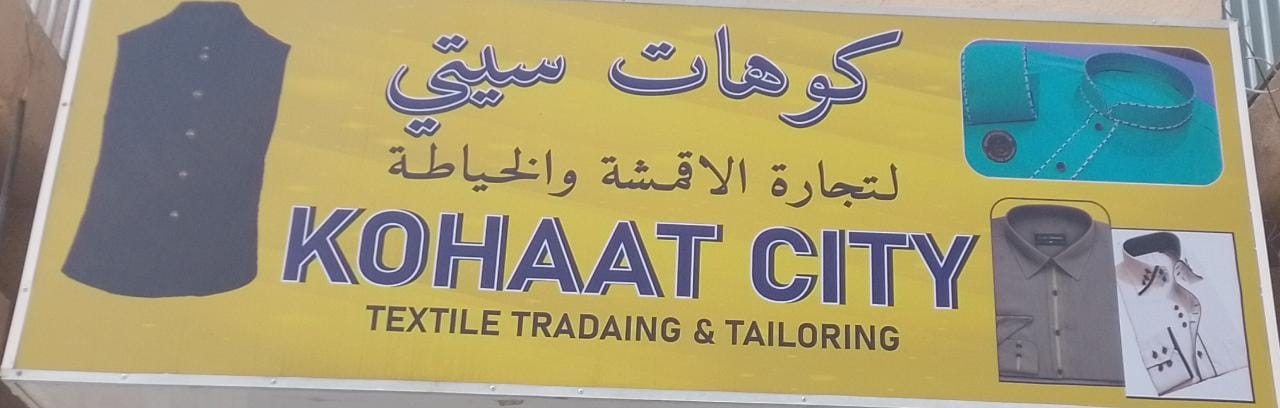 كوهات سيتي
لتجارة الاقمشة والخياطة
KOHAAT CITY
TEXTILE TRADAING & TAILORING